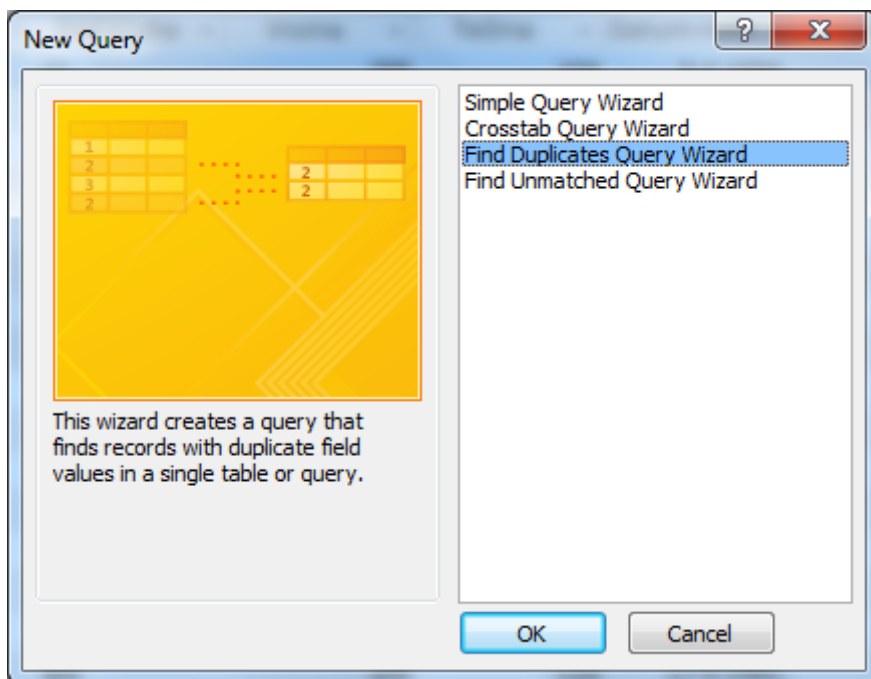 New Query
1
2
3
2
2
2
This wizard creates a query that
finds records with duplicate field
values in a single table or query.
Simple Query Wizard
Crosstab Query Wizard
Find Duplicates Query Wizard
Find Unmatched Query Wizard
OK
Cancel